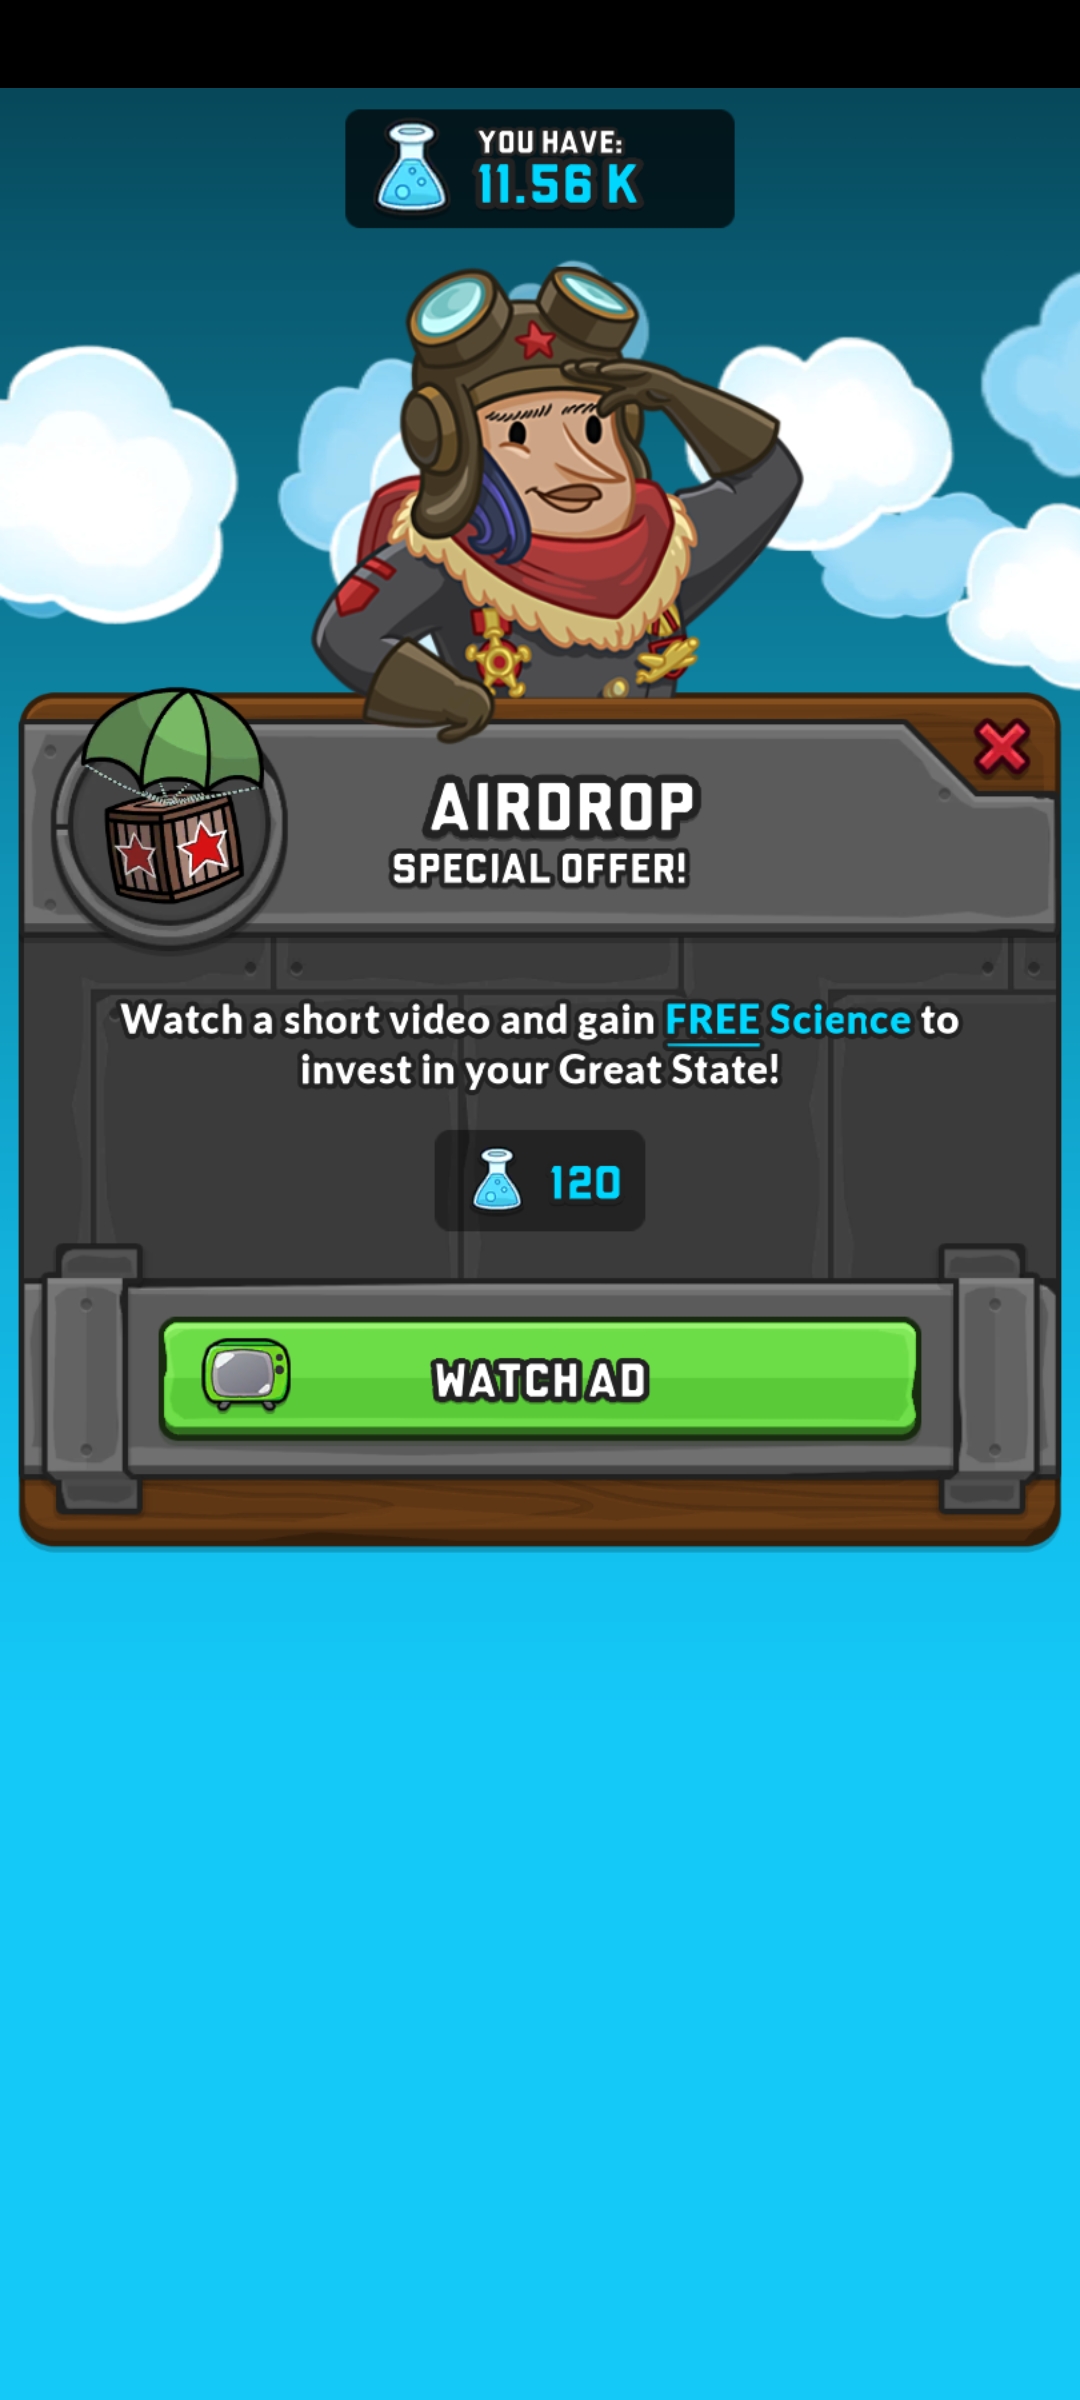 YOU HAVE:
11.56 K
AIRDROP
SPECIAL OFFER!
Watch a short video and gain FREE Science to
invest in your Great State!
120
WATCH AD